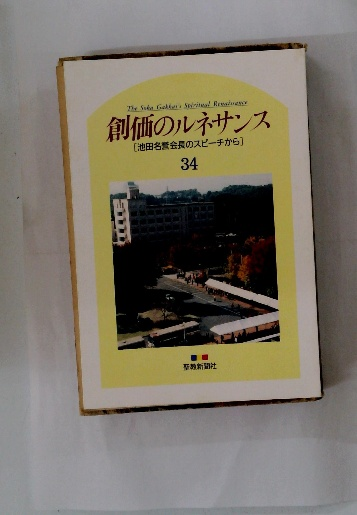 The Soka Gakkai's Spiritual Renaissance
創価のルネサンス
[池田名誉会長のスピーチから]
34
聖教新聞社